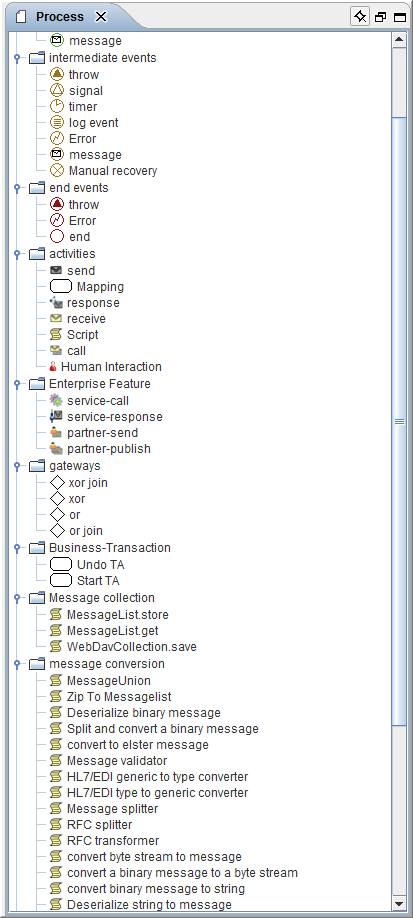 Process
message
intermediate events
throw
signal
timer
log event
Error
message
Manual recovery
end events
throw
Error
end
activities
send
Mapping
response
receive
Script
call
Human Interaction
Enterprise Feature
service-call
service-response
partner-send
partner-publish
gateways
xor join
xor
or
or join
Business-Transaction
Undo TA
Start TA
Message collection
MessageList.store
MessageList.get
WebDavCollection.save
message conversion
MessageUnion
Zip To Messagelist
Deserialize binary message
Split and convert a binary message
convert to elster message
Message validator
HL7/EDI generic to type converter
HL7/EDI type to generic converter
Message splitter
RFC splitter
RFC transformer
convert byte stream to message
convert a binary message to a byte stream
convert binary message to string
Deserialize string to message